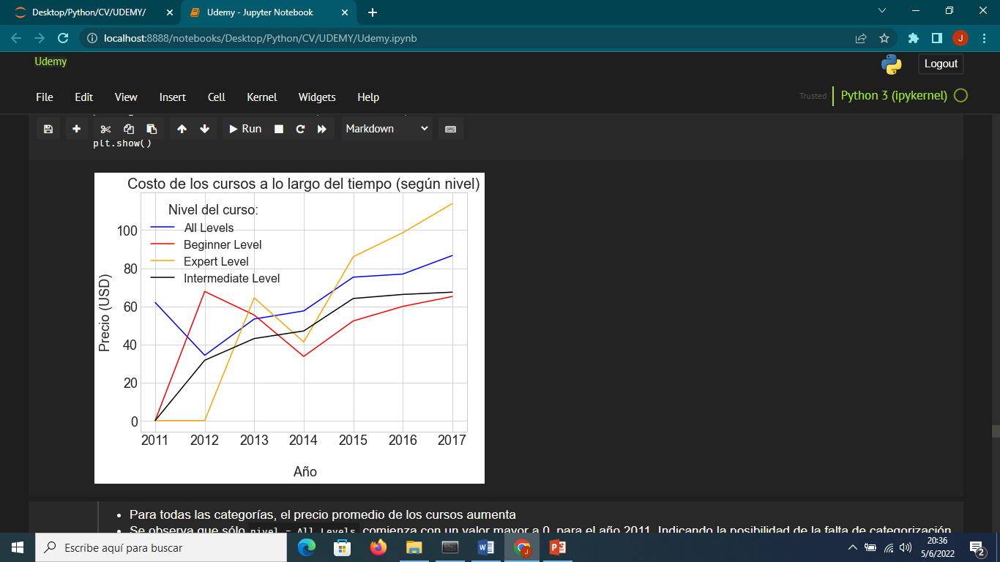 Desktop/Python/CV/UDEMY/
Udemy - Jupyter Notebook
localhost:8888/notebooks/Desktop/Python/CV/UDEMY/Udemy.ipynb
J
Udemy
Logout
File Edit View Insert Cell Kernel Widgets Help
Trusted
Python 3 (ipykernel)
Run
Markdown
plt.show()
Costo de los cursos a lo largo del tiempo (según nivel)
Nivel del curso:
All Levels
Beginner Level
Expert Level
Intermediate Level
Precio (USD)
100
80
60
40
20
0
2011 2012 2013 2014 2015 2016 2017
Año
• Para todas las categorías, el precio promedio de los cursos aumenta
• Se observa que sólo nivel = All Levels comienza con un valor mayor a 0, para el año 2011. Indicando la posibilidad de la falta de categorización
Escribe aquí para buscar
20:36
5/6/2022
2